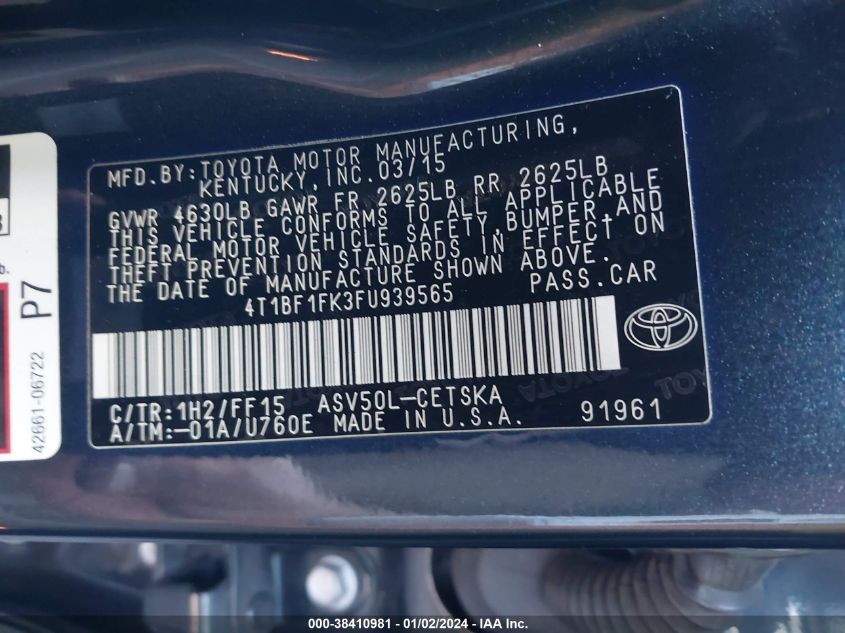 MFD.BY:TOYOTA MOTOR MANUFACTURING,
KENTUCKY,INC.03/15
GVWR 4630LB GAWR FR 2625LB RR 2625LB
THIS VEHICLE CONFORMS TO ALL APPLICABLE
FEDERAL MOTOR VEHICLE SAFETY,BUMPER,AND
THEFT PREVENTION STANDARDS IN EFFECT ON
THE DATE OF MANUFACTURE SHOWN ABOVE.
4T1BF1FK3FU939565 PASS.CAR
C/TR:1H2/FF15 ASV50L-CETSKA
A/TM:-01A/U760E MADE IN U.S.A. 91961
P7
42661-06722
000-38410981 - 01/02/2024 - IAA Inc.